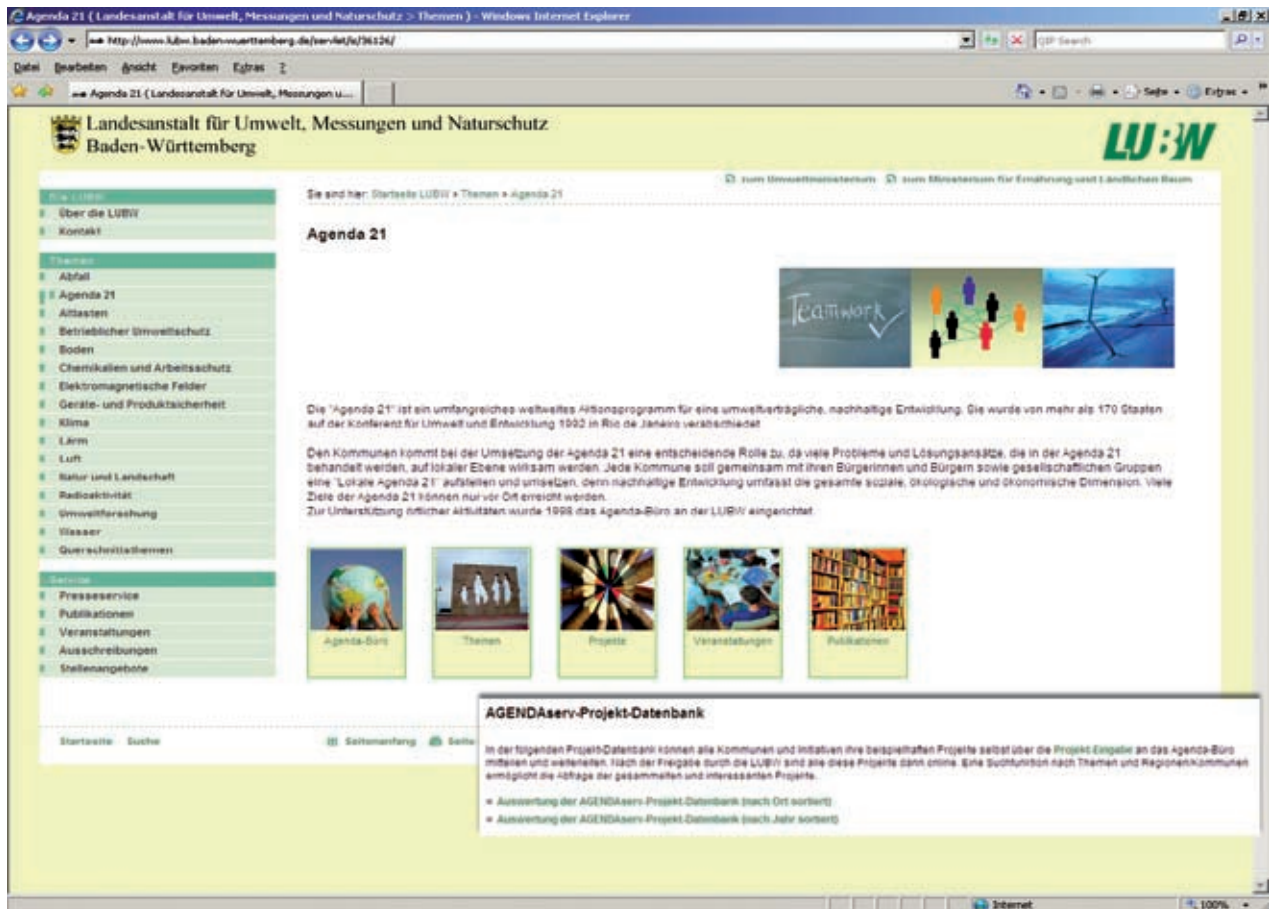 Agenda 21 ( Landesanstalt für Umwelt, Messungen und Naturschutz > Themen ) - Windows Internet Explorer
http://www.lubw.baden-wuerttemberg.de/servlet/is/36126/
QIP Search
Datei Bearbeiten Ansicht Favoriten Extras ?
Agenda 21 ( Landesanstalt für Umwelt, Messungen u...
Seite Extras
Landesanstalt für Umwelt, Messungen und Naturschutz
Baden-Württemberg
LUBW
zum Umweltministerium zum Ministerium für Ernährung und Ländlichen Raum
Sie sind hier: Startseite LUBW » Themen » Agenda 21
Die LUBW
Über die LUBW
Kontakt
Themen
Abfall
Agenda 21
Altlasten
Betrieblicher Umweltschutz
Boden
Chemikalien und Arbeitsschutz
Elektromagnetische Felder
Geräte- und Produktsicherheit
Klima
Lärm
Luft
Natur und Landschaft
Radioaktivität
Umweltforschung
Wasser
Querschnittsthemen
Service
Presseservice
Publikationen
Veranstaltungen
Ausschreibungen
Stellenangebote
Agenda 21
Teamwork
Die "Agenda 21" ist ein umfangreiches weltweites Aktionsprogramm für eine umweltverträgliche, nachhaltige Entwicklung. Sie wurde von mehr als 170 Staaten
auf der Konferenz für Umwelt und Entwicklung 1992 in Rio de Janeiro verabschiedet
Den Kommunen kommt bei der Umsetzung der Agenda 21 eine entscheidende Rolle zu, da viele Probleme und Lösungsansätze, die in der Agenda 21
behandelt werden, auf lokaler Ebene wirksam werden. Jede Kommune soll gemeinsam mit ihren Bürgerinnen und Bürgern sowie gesellschaftlichen Gruppen
eine "Lokale Agenda 21" aufstellen und umsetzen, denn nachhaltige Entwicklung umfasst die gesamte soziale, ökologische und ökonomische Dimension. Viele
Ziele der Agenda 21 können nur vor Ort erreicht werden.
Zur Unterstützung örtlicher Aktivitäten wurde 1998 das Agenda-Büro an der LUBW eingerichtet
Agenda-Büro
Themen
Projekte
Veranstaltungen
Publikationen
Startseite Suche
Seitenanfang Seite
AGENDAserv-Projekt-Datenbank
In der folgenden Projekt-Datenbank können alle Kommunen und Initiativen ihre beispielhaften Projekte selbst über die Projekt-Eingabe an das Agenda-Büro
mitteilen und weiterleiten. Nach der Freigabe durch die LUBW sind alle diese Projekte dann online. Eine Suchfunktion nach Themen und Regionen/Kommunen
ermöglicht die Abfrage der gesammelten und interessanten Projekte.
» Auswertung der AGENDAserv-Projekt-Datenbank (nach Ort sortiert)
» Auswertung der AGENDAserv-Projekt-Datenbank (nach Jahr sortiert)
Internet
100%